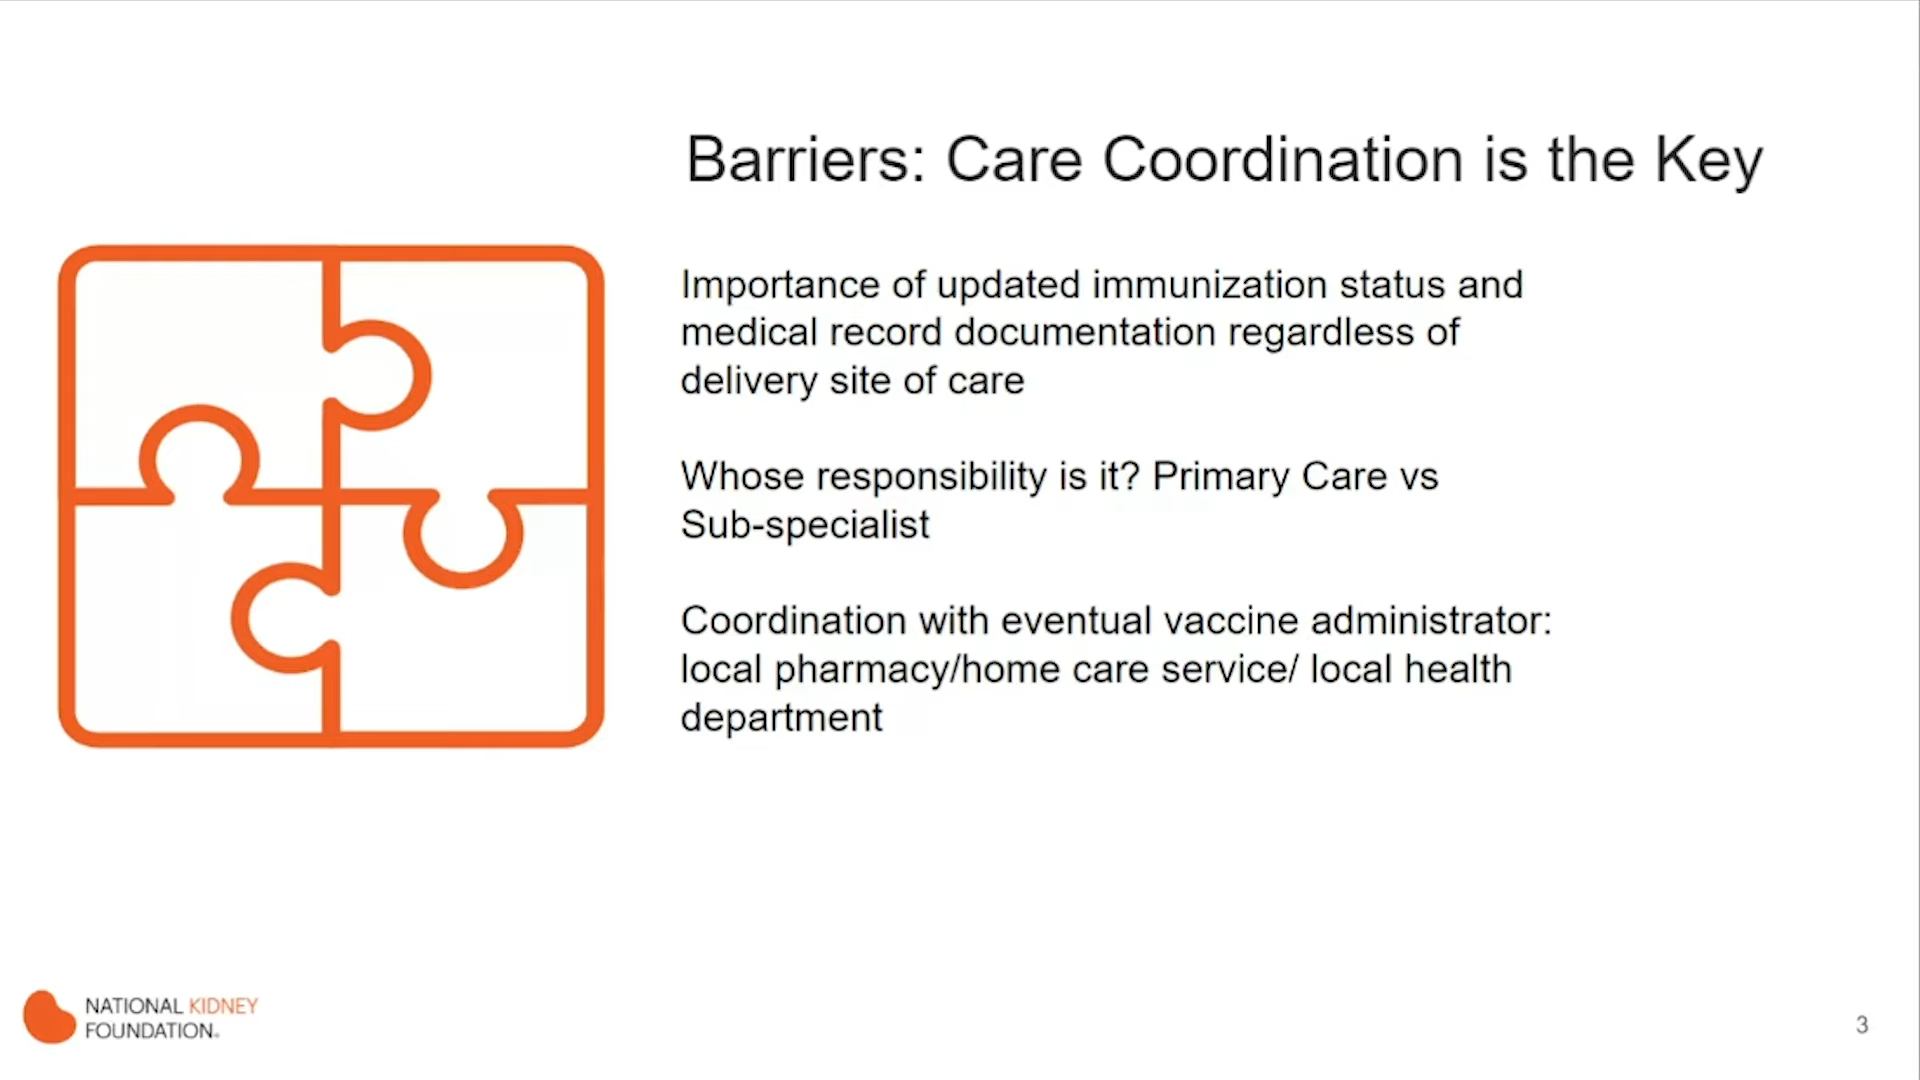 Barriers: Care Coordination is the Key
Importance of updated immunization status and
medical record documentation regardless of
delivery site of care
Whose responsibility is it? Primary Care vs
Sub-specialist
Coordination with eventual vaccine administrator:
local pharmacy/home care service/ local health
department
NATIONAL KIDNEY
FOUNDATION®
3